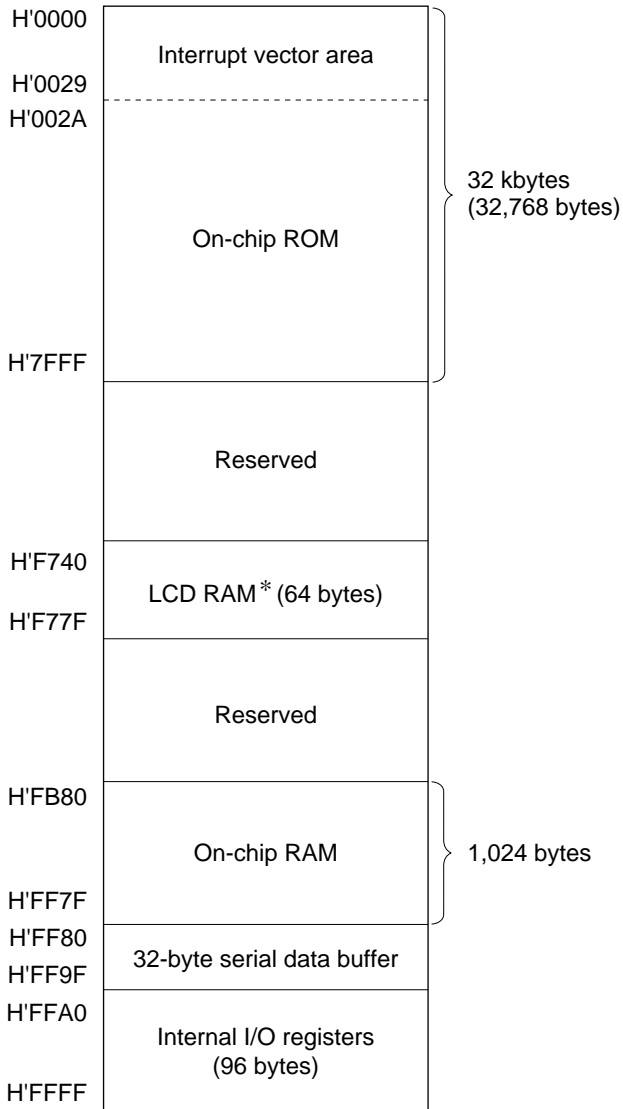 H'0000
Interrupt vector area
H'0029
H'002A
32 kbytes
(32,768 bytes)
On-chip ROM
H'7FFF
Reserved
H'F740
LCD RAM* (64 bytes)
H'F77F
Reserved
H'FB80
On-chip RAM
1,024 bytes
H'FF7F
H'FF80
32-byte serial data buffer
H'FF9F
H'FFA0
Internal I/O registers
(96 bytes)
H'FFFF